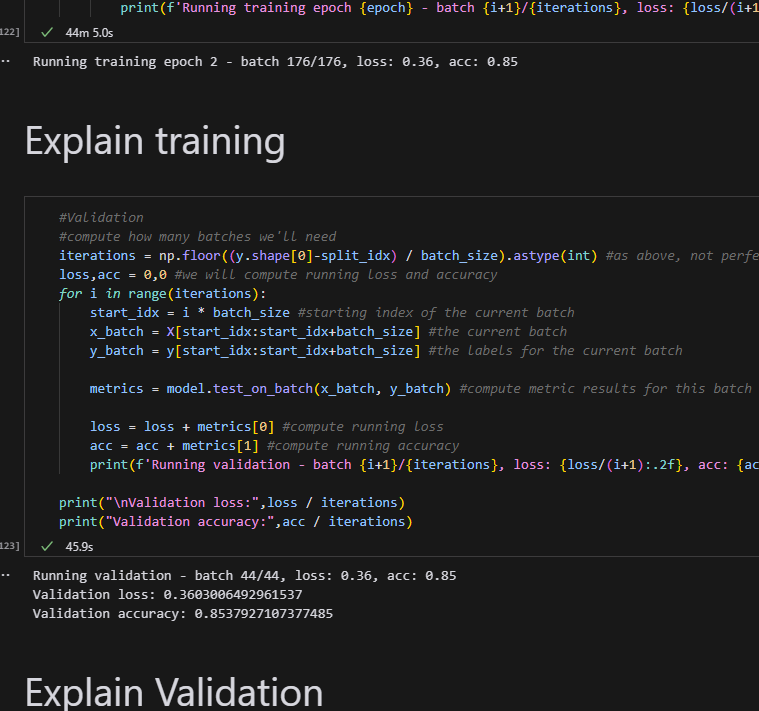 print(f'Running training epoch {epoch} - batch {i+1}/{iterations}, loss: {loss/(i+1
122]
44m 5.0s
Running training epoch 2 - batch 176/176, loss: 0.36, acc: 0.85
Explain training
#Validation
#compute how many batches we'll need
iterations = np.floor((y.shape[0]-split_idx) / batch_size).astype(int) #as above, not perfe
loss,acc = 0,0 #we will compute running loss and accuracy
for i in range(iterations):
start_idx = i * batch_size #starting index of the current batch
x_batch = X[start_idx:start_idx+batch_size] #the current batch
y_batch = y[start_idx:start_idx+batch_size] #the labels for the current batch
metrics = model.test_on_batch(x_batch, y_batch) #compute metric results for this batch
loss = loss + metrics[0] #compute running loss
acc = acc + metrics[1] #compute running accuracy
print(f'Running validation - batch {i+1}/{iterations}, loss: {loss/(i+1):.2f}, acc: {ac
print("\nValidation loss:",loss / iterations)
print("Validation accuracy:",acc / iterations)
123]
45.9s
Running validation - batch 44/44, loss: 0.36, acc: 0.85
Validation loss: 0.3603006492961537
Validation accuracy: 0.8537927107377485
Explain Validation